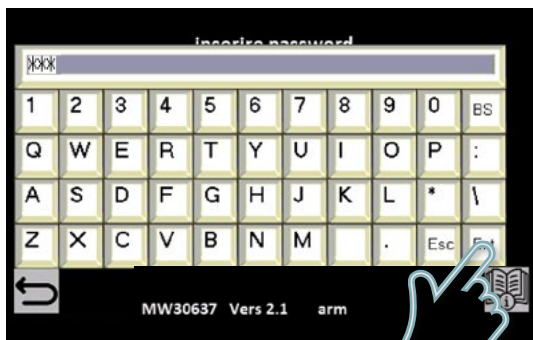 inserire password
***
1 2 3 4 5 6 7 8 9 0 BS
Q W E R T Y U I O P :
A S D F G H J K L * \
Z X C V B N M . Esc
MW30637 Vers 2.1 arm